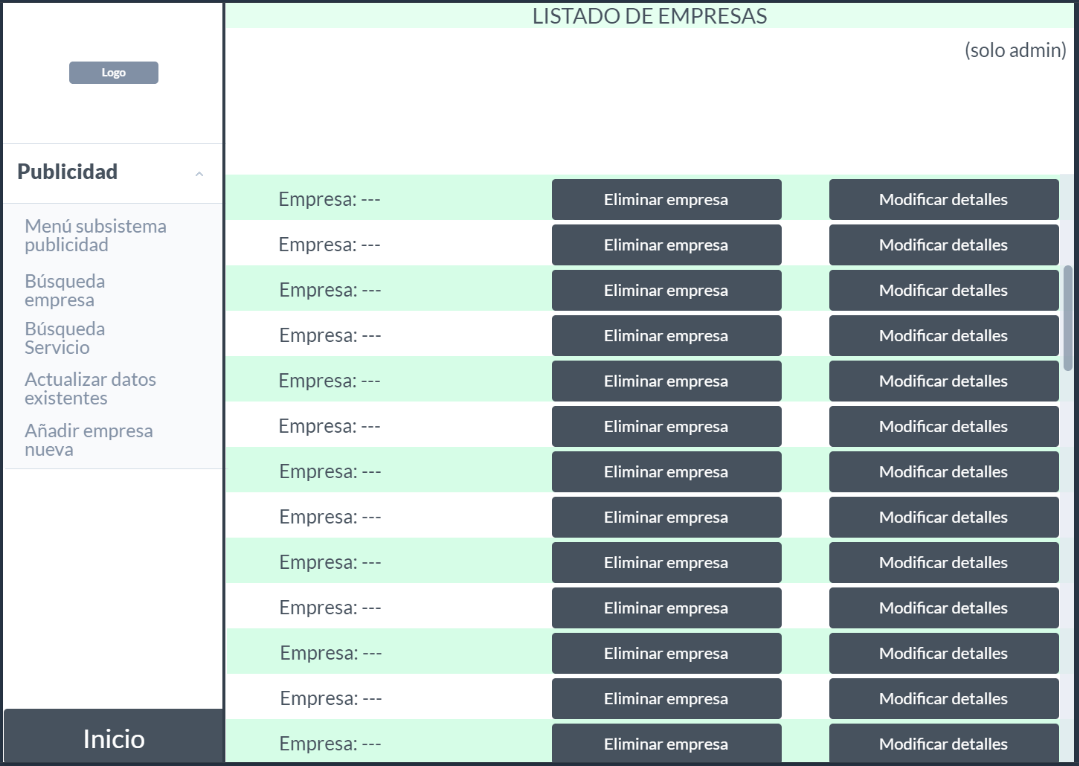 LISTADO DE EMPRESAS
(solo admin)
Logo
Publicidad
Menú subsistema
publicidad
Búsqueda
empresa
Búsqueda
Servicio
Actualizar datos
existentes
Añadir empresa
nueva
Inicio
Empresa: --- Eliminar empresa Modificar detalles
Empresa: --- Eliminar empresa Modificar detalles
Empresa: --- Eliminar empresa Modificar detalles
Empresa: --- Eliminar empresa Modificar detalles
Empresa: --- Eliminar empresa Modificar detalles
Empresa: --- Eliminar empresa Modificar detalles
Empresa: --- Eliminar empresa Modificar detalles
Empresa: --- Eliminar empresa Modificar detalles
Empresa: --- Eliminar empresa Modificar detalles
Empresa: --- Eliminar empresa Modificar detalles
Empresa: --- Eliminar empresa Modificar detalles
Empresa: --- Eliminar empresa Modificar detalles
Empresa: --- Eliminar empresa Modificar detalles